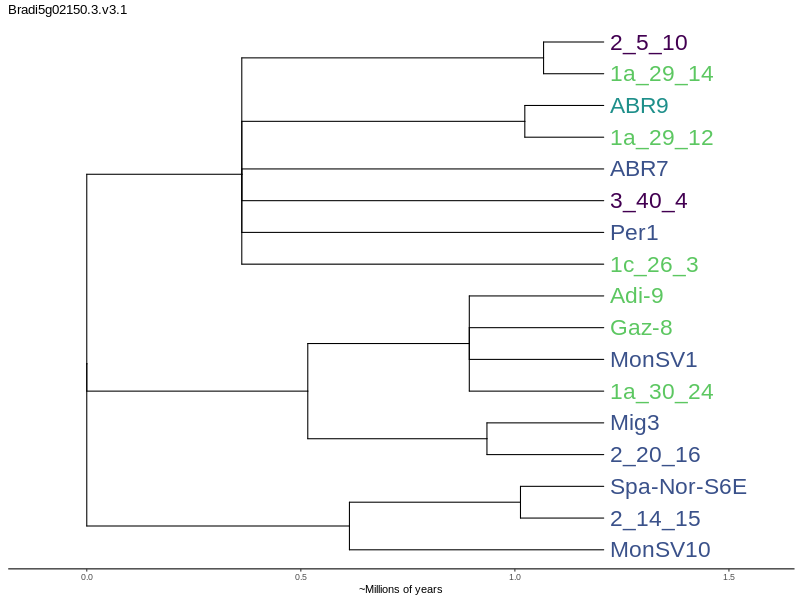 Bradi5g02150.3.v3.1
2_5_10
1a_29_14
ABR9
1a_29_12
ABR7
3_40_4
Per1
1c_26_3
Adi-9
Gaz-8
MonSV1
1a_30_24
Mig3
2_20_16
Spa-Nor-S6E
2_14_15
MonSV10
0.0 0.5 1.0 1.5
~Millions of years